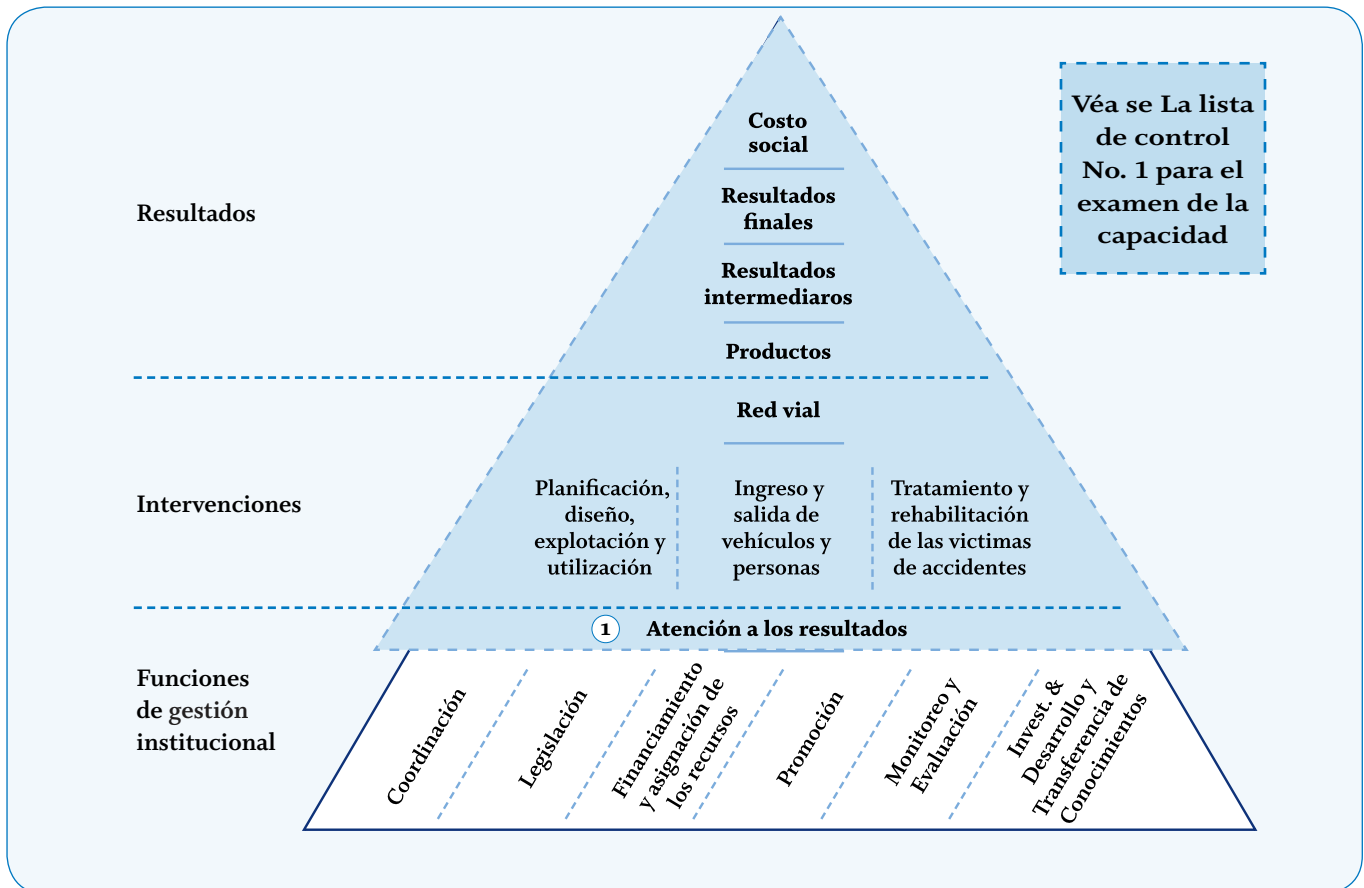 Costo
social
Resultados
finales
Resultados
intermediaros
Productos
Véa se La lista
de control
No. 1 para el
examen de la
capacidad
Resultados
Red vial
Planificación,
diseño,
explotación y
utilización
Ingreso y
salida de
vehículos y
personas
Tratamiento y
rehabilitación
de las victimas
de accidentes
Intervenciones
1 Atención a los resultados
Funciones
de gestión
institucional
Coordinación
Legislación
Financiamiento
y asignación de
los recursos
Promoción
Monitoreo y
Evaluación
Invest. &
Desarrollo y
Transferencia de
Conocimientos